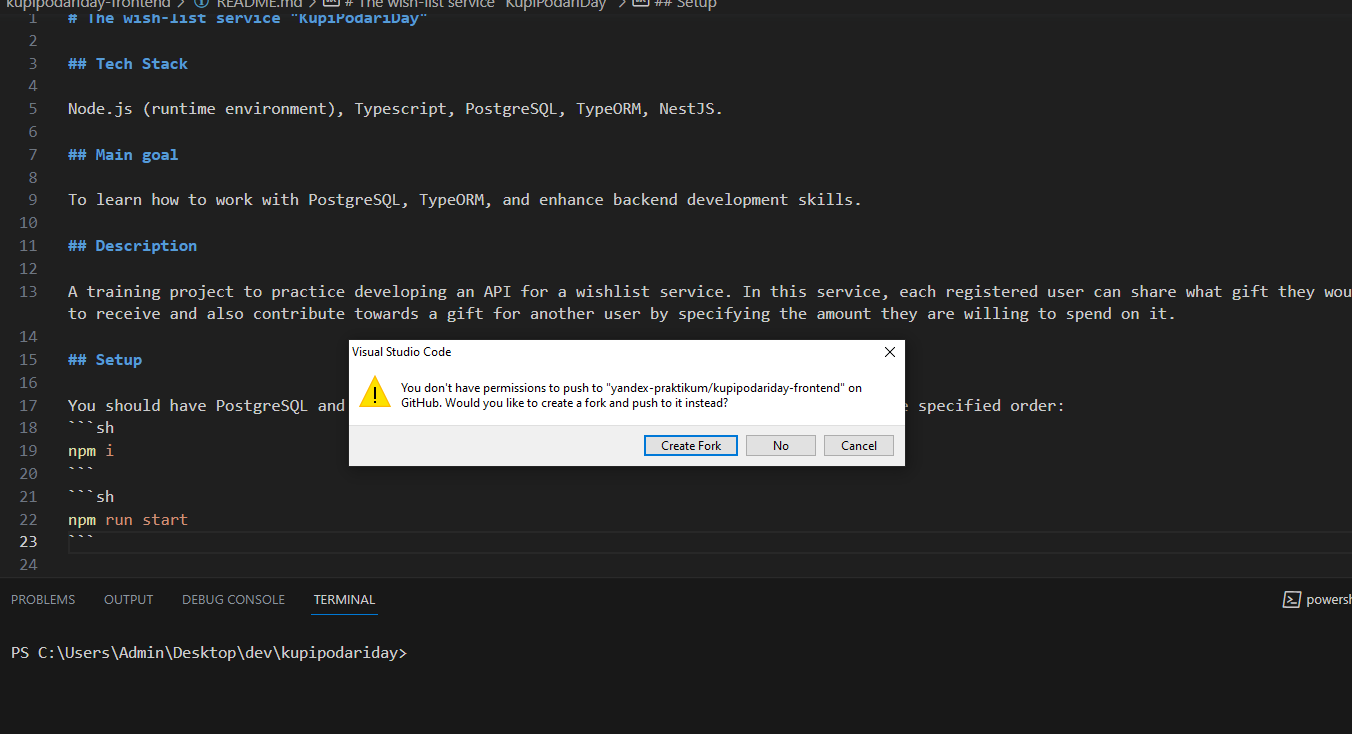 kupipodariday-frontend > README.md > # The wish-list service "KupiPodariDay" > ## Setup
1 # The wish-list service "KupiPodariDay"
2
3 ## Tech Stack
4
5 Node.js (runtime environment), Typescript, PostgreSQL, TypeORM, NestJS.
6
7 ## Main goal
8
9 To learn how to work with PostgreSQL, TypeORM, and enhance backend development skills.
10
11 ## Description
12
13 A training project to practice developing an API for a wishlist service. In this service, each registered user can share what gift they wou
to receive and also contribute towards a gift for another user by specifying the amount they are willing to spend on it.
14
15 ## Setup
16
17 You should have PostgreSQL and specified order:
18 ```sh
19 npm i
20 ```
21 ```sh
22 npm run start
23 ```
24
Visual Studio Code
You don't have permissions to push to "yandex-praktikum/kupipodariday-frontend" on
GitHub. Would you like to create a fork and push to it instead?
Create Fork No Cancel
PROBLEMS OUTPUT DEBUG CONSOLE TERMINAL powersh
PS C:\Users\Admin\Desktop\dev\kupipodariday>